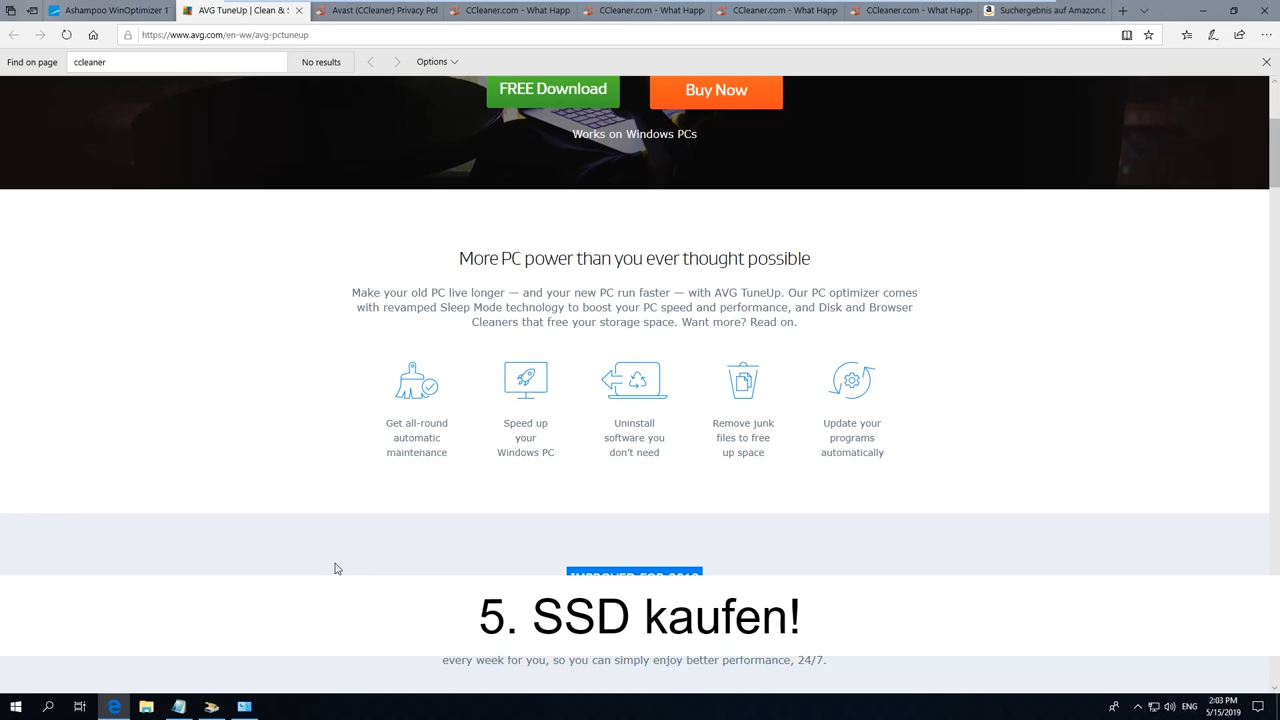 Ashampoo WinOptimizer 1
AVG TuneUp | Clean & S
Avast (CCleaner) Privacy Pol
CCleaner.com - What Happ
CCleaner.com - What Happ
CCleaner.com - What Happ
CCleaner.com - What Happ
Suchergebnis auf Amazon.c
https://www.avg.com/en-ww/avg-pctuneup
Find on page
ccleaner
No results
Options
FREE Download
Buy Now
Works on Windows PCs
More PC power than you ever thought possible
Make your old PC live longer — and your new PC run faster — with AVG TuneUp. Our PC optimizer comes
with revamped Sleep Mode technology to boost your PC speed and performance, and Disk and Browser
Cleaners that free your storage space. Want more? Read on.
Get all-round
automatic
maintenance
Speed up
your
Windows PC
Uninstall
software you
don't need
Remove junk
files to free
up space
Update your
programs
automatically
5. SSD kaufen!
every week for you, so you can simply enjoy better performance, 24/7.
ENG
2:03 PM
5/15/2019